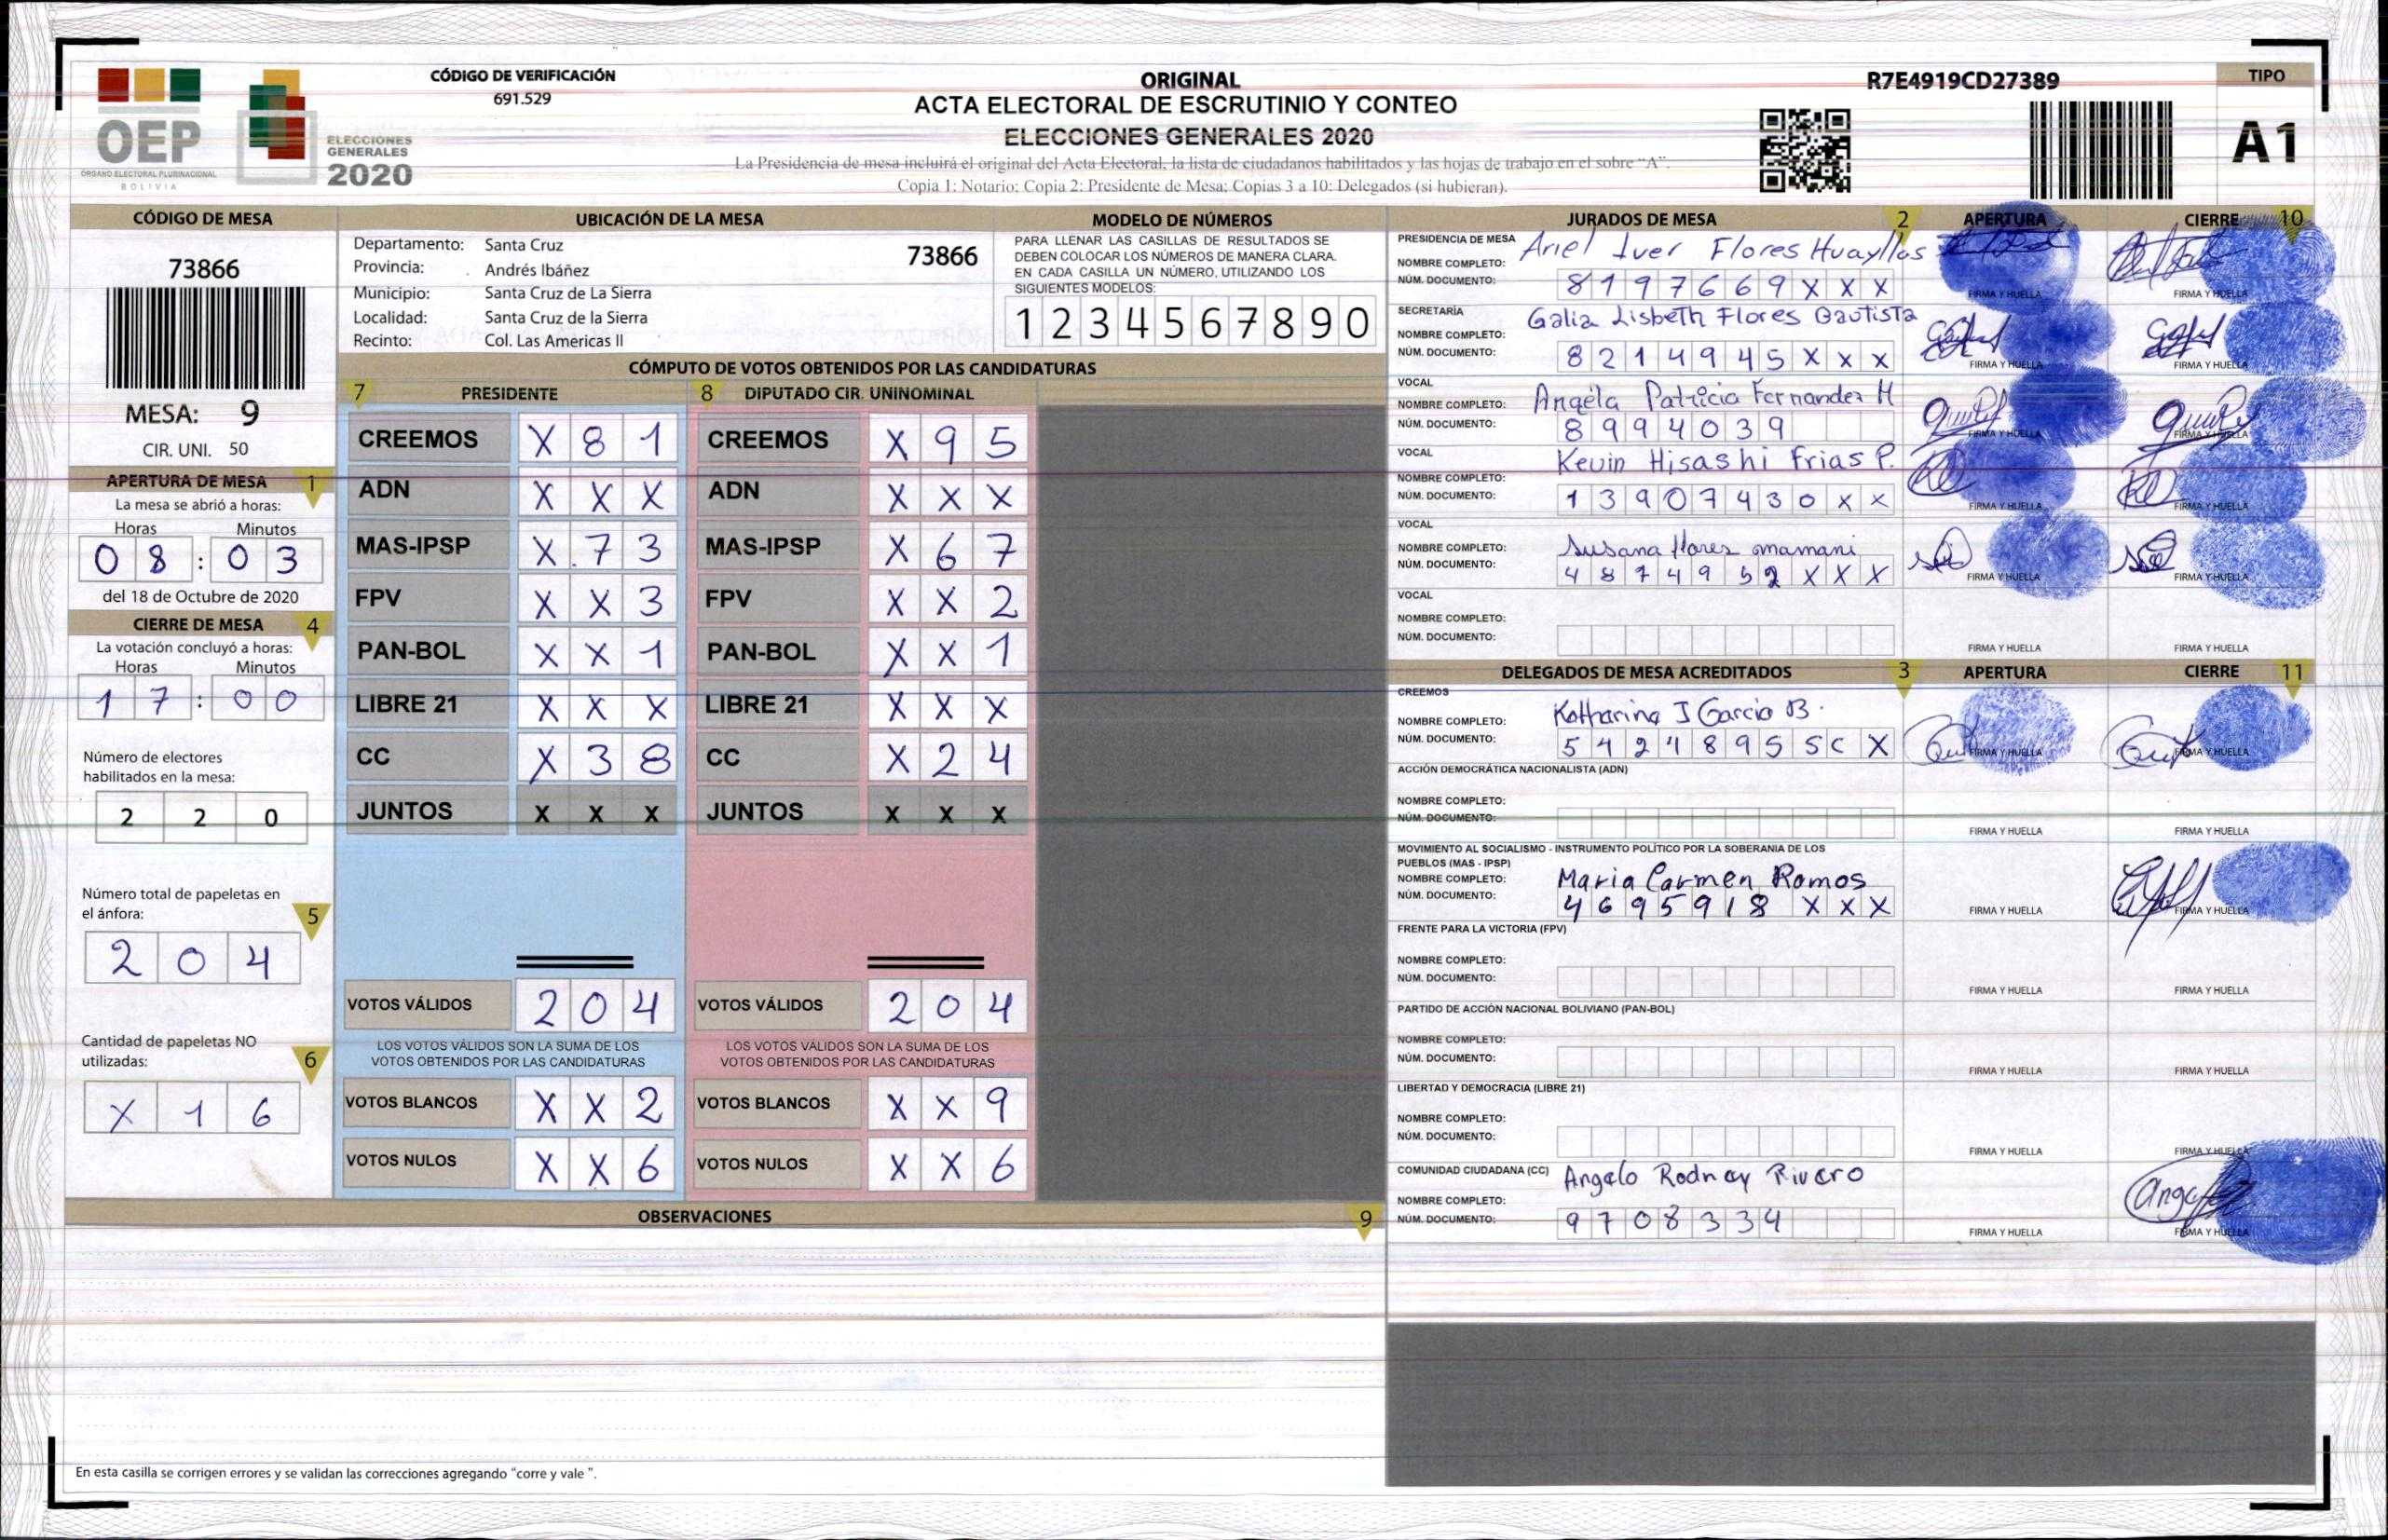 CÓDIGO DE VERIFICACIÓN
691.529
ORIGINAL
ACTA ELECTORAL DE ESCRUTINIO Y CONTEO
ELECCIONES GENERALES 2020
La Presidencia de mesa incluirá el original del Acta Electoral, la lista de ciudadanos habilitados y las hojas de trabajo en el sobre "A".
Copia 1: Notario; Copia 2: Presidente de Mesa; Copias 3 a 10: Delegados (si hubieran).
R7E4919CD27389
TIPO
A1
OEP
ÓRGANO ELECTORAL PLURINACIONAL
BOLIVIA
ELECCIONES
GENERALES
2020
CÓDIGO DE MESA
73866
MESA: 9
CIR. UNI. 50
APERTURA DE MESA 1
La mesa se abrió a horas:
Horas Minutos
0 8 : 0 3
del 18 de Octubre de 2020
CIERRE DE MESA 4
La votación concluyó a horas:
Horas Minutos
1 7 : 0 0
Número de electores
habilitados en la mesa:
2 2 0
Número total de papeletas en
el ánfora: 5
2 0 4
Cantidad de papeletas NO
utilizadas: 6
X 1 6
UBICACIÓN DE LA MESA
Departamento: Santa Cruz 73866
Provincia: Andrés Ibáñez
Municipio: Santa Cruz de La Sierra
Localidad: Santa Cruz de la Sierra
Recinto: Col. Las Americas II
MODELO DE NÚMEROS
PARA LLENAR LAS CASILLAS DE RESULTADOS SE
DEBEN COLOCAR LOS NÚMEROS DE MANERA CLARA.
EN CADA CASILLA UN NÚMERO, UTILIZANDO LOS
SIGUIENTES MODELOS:
1 2 3 4 5 6 7 8 9 0
CÓMPUTO DE VOTOS OBTENIDOS POR LAS CANDIDATURAS
7 PRESIDENTE
CREEMOS X 8 1
ADN X X X
MAS-IPSP X 7 3
FPV X X 3
PAN-BOL X X 1
LIBRE 21 X X X
CC X 3 8
JUNTOS X X X
VOTOS VÁLIDOS 2 0 4
LOS VOTOS VÁLIDOS SON LA SUMA DE LOS
VOTOS OBTENIDOS POR LAS CANDIDATURAS
VOTOS BLANCOS X X 2
VOTOS NULOS X X 6
8 DIPUTADO CIR. UNINOMINAL
CREEMOS X 9 5
ADN X X X
MAS-IPSP X 6 7
FPV X X 2
PAN-BOL X X 1
LIBRE 21 X X X
CC X 2 4
JUNTOS X X X
VOTOS VÁLIDOS 2 0 4
LOS VOTOS VÁLIDOS SON LA SUMA DE LOS
VOTOS OBTENIDOS POR LAS CANDIDATURAS
VOTOS BLANCOS X X 9
VOTOS NULOS X X 6
OBSERVACIONES 9
En esta casilla se corrigen errores y se validan las correcciones agregando "corre y vale ".
JURADOS DE MESA 2 APERTURA CIERRE 10
PRESIDENCIA DE MESA
NOMBRE COMPLETO: Ariel Iver Flores Huayllas
NÚM. DOCUMENTO: 8 1 9 7 6 6 9 X X X
FIRMA Y HUELLA FIRMA Y HUELLA
SECRETARÍA
NOMBRE COMPLETO: Galia Lisbeth Flores Bautista
NÚM. DOCUMENTO: 8 2 1 4 9 4 5 X X X
FIRMA Y HUELLA FIRMA Y HUELLA
VOCAL
NOMBRE COMPLETO: Angela Patricia Fernandez M
NÚM. DOCUMENTO: 8 9 9 4 0 3 9
FIRMA Y HUELLA FIRMA Y HUELLA
VOCAL
NOMBRE COMPLETO: Kevin Hisashi Frias P.
NÚM. DOCUMENTO: 1 3 9 0 7 4 3 0 X X
FIRMA Y HUELLA FIRMA Y HUELLA
VOCAL
NOMBRE COMPLETO: Susana flores mamani
NÚM. DOCUMENTO: 4 8 7 4 9 5 2 X X X
FIRMA Y HUELLA FIRMA Y HUELLA
VOCAL
NOMBRE COMPLETO:
NÚM. DOCUMENTO:
FIRMA Y HUELLA FIRMA Y HUELLA
DELEGADOS DE MESA ACREDITADOS 3 APERTURA CIERRE 11
CREEMOS
NOMBRE COMPLETO: Katharina J Garcia B.
NÚM. DOCUMENTO: 5 4 2 4 8 9 5 S C X
FIRMA Y HUELLA FIRMA Y HUELLA
ACCIÓN DEMOCRÁTICA NACIONALISTA (ADN)
NOMBRE COMPLETO:
NÚM. DOCUMENTO:
FIRMA Y HUELLA FIRMA Y HUELLA
MOVIMIENTO AL SOCIALISMO - INSTRUMENTO POLÍTICO POR LA SOBERANIA DE LOS
PUEBLOS (MAS - IPSP)
NOMBRE COMPLETO: Maria Carmen Ramos
NÚM. DOCUMENTO: 4 6 9 5 9 1 8 X X X
FIRMA Y HUELLA FIRMA Y HUELLA
FRENTE PARA LA VICTORIA (FPV)
NOMBRE COMPLETO:
NÚM. DOCUMENTO:
FIRMA Y HUELLA FIRMA Y HUELLA
PARTIDO DE ACCIÓN NACIONAL BOLIVIANO (PAN-BOL)
NOMBRE COMPLETO:
NÚM. DOCUMENTO:
FIRMA Y HUELLA FIRMA Y HUELLA
LIBERTAD Y DEMOCRACIA (LIBRE 21)
NOMBRE COMPLETO:
NÚM. DOCUMENTO:
FIRMA Y HUELLA FIRMA Y HUELLA
COMUNIDAD CIUDADANA (CC)
NOMBRE COMPLETO: Angelo Rodney Rivero
NÚM. DOCUMENTO: 9 7 0 8 3 3 4
FIRMA Y HUELLA FIRMA Y HUELLA